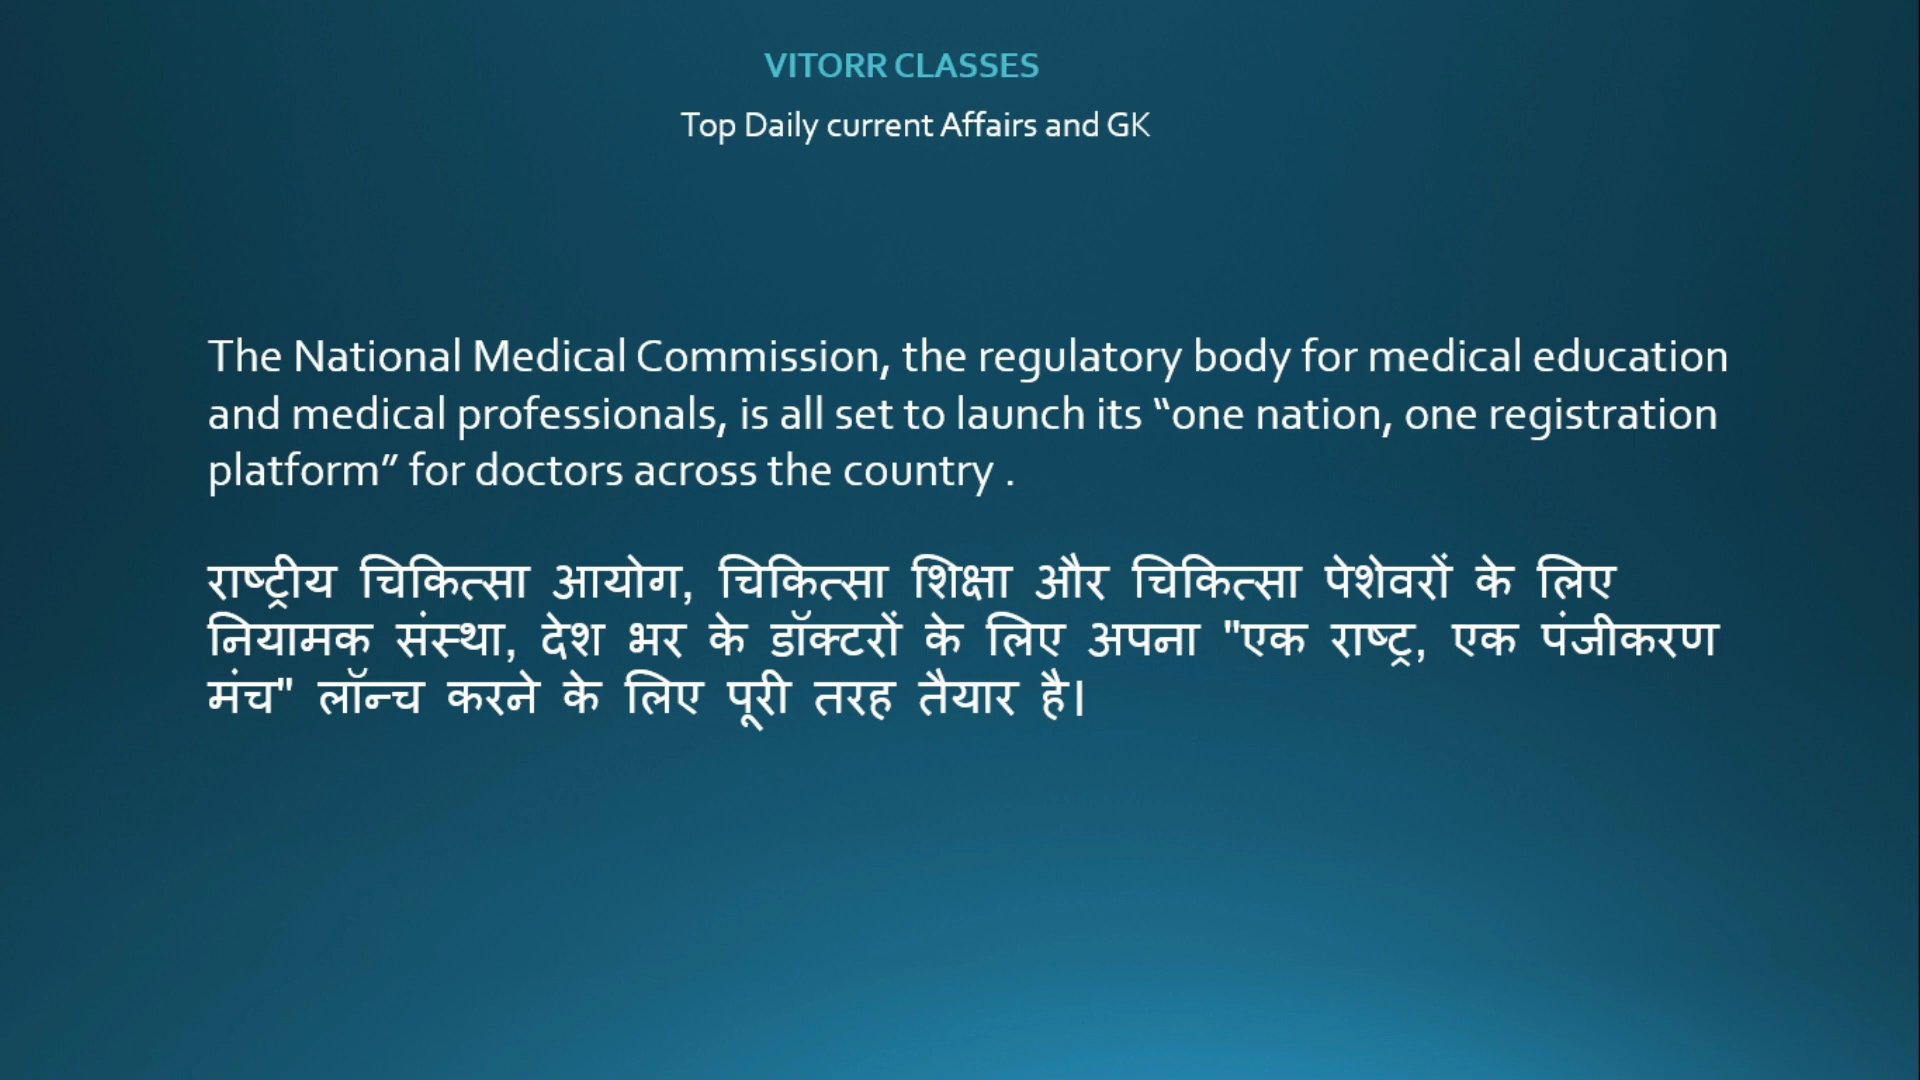 VITORR CLASSES
Top Daily current Affairs and GK
The National Medical Commission, the regulatory body for medical education
and medical professionals, is all set to launch its “one nation, one registration
platform” for doctors across the country .
राष्ट्रीय चिकित्सा आयोग, चिकित्सा शिक्षा और चिकित्सा पेशेवरों के लिए
नियामक संस्था, देश भर के डॉक्टरों के लिए अपना "एक राष्ट्र, एक पंजीकरण
मंच" लॉन्च करने के लिए पूरी तरह तैयार है।